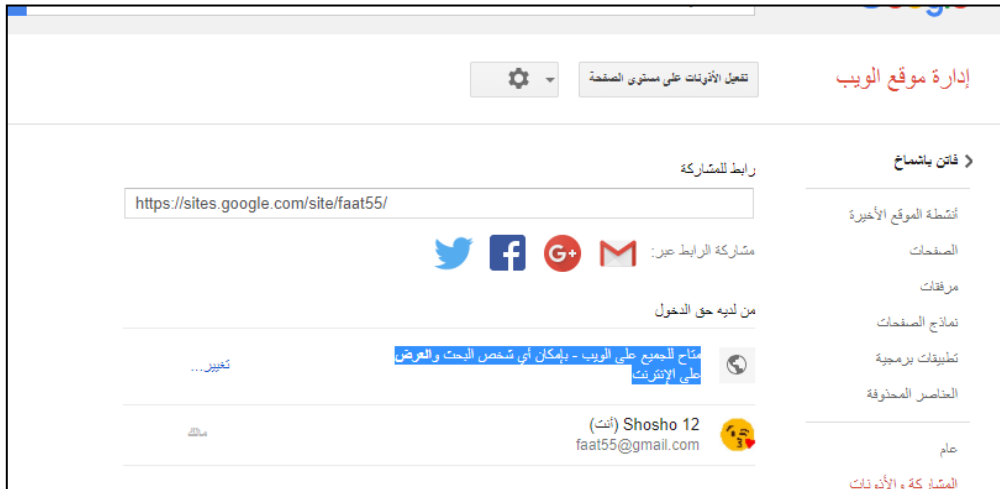 إدارة موقع الويب
تفعيل الأذونات على مستوى الصفحة
فاتن باشماخ
أنشطة الموقع الأخيرة
الصفحات
مرفقات
نماذج الصفحات
تطبيقات برمجية
العناصر المحذوفة
عام
المشاركة والأذونات
رابط للمشاركة
https://sites.google.com/site/faat55/
مشاركة الرابط عبر:
من لديه حق الدخول
متاح للجميع على الويب - بإمكان أي شخص البحث والعرض
على الإنترنت
تغيير...
Shosho 12 (أنت)
faat55@gmail.com
مالك